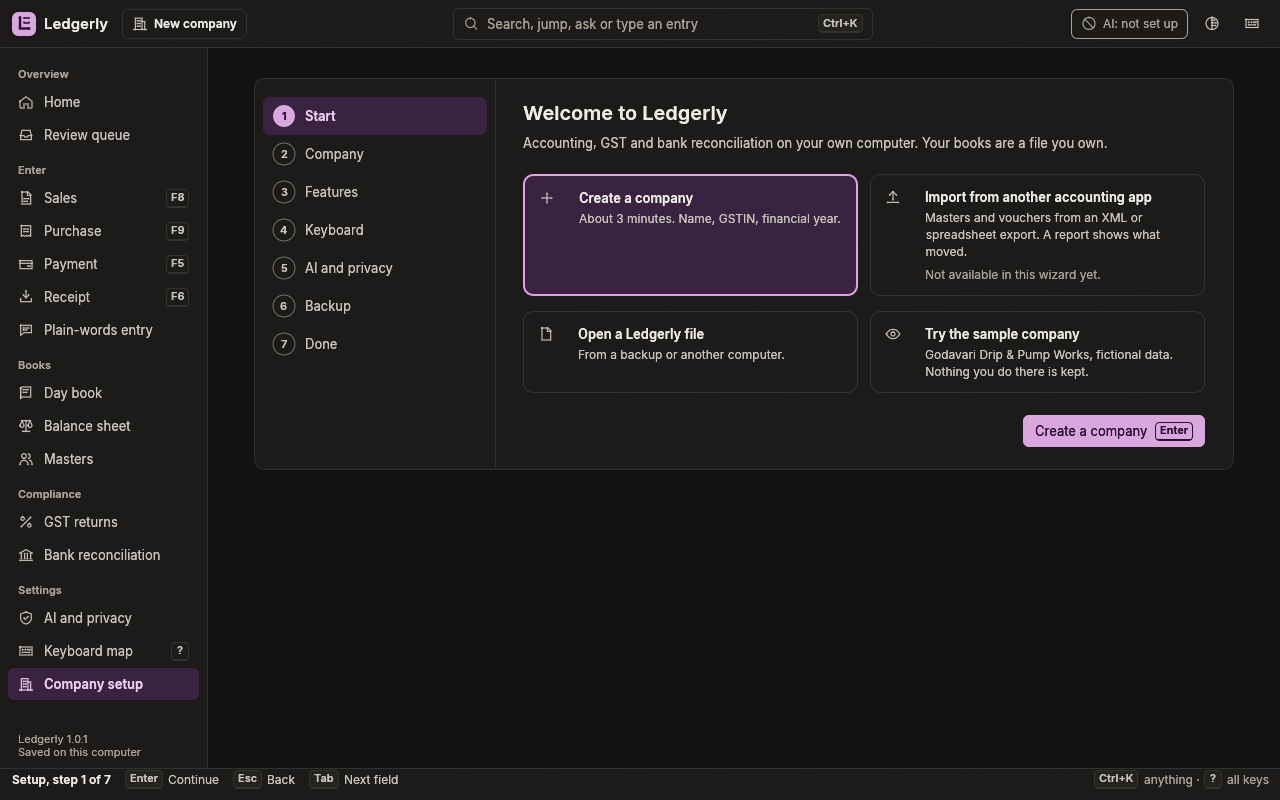 Ledgerly
New company
Search, jump, ask or type an entry
Ctrl+K
AI: not set up
Overview
Home
Review queue
Enter
Sales F8
Purchase F9
Payment F5
Receipt F6
Plain-words entry
Books
Day book
Balance sheet
Masters
Compliance
GST returns
Bank reconciliation
Settings
AI and privacy
Keyboard map ?
Company setup
Ledgerly 1.0.1
Saved on this computer
1 Start
2 Company
3 Features
4 Keyboard
5 AI and privacy
6 Backup
7 Done
Welcome to Ledgerly
Accounting, GST and bank reconciliation on your own computer. Your books are a file you own.
Create a company
About 3 minutes. Name, GSTIN, financial year.
Import from another accounting app
Masters and vouchers from an XML or
spreadsheet export. A report shows what
moved.
Not available in this wizard yet.
Open a Ledgerly file
From a backup or another computer.
Try the sample company
Godavari Drip & Pump Works, fictional data.
Nothing you do there is kept.
Create a company Enter
Setup, step 1 of 7 Enter Continue Esc Back Tab Next field
Ctrl+K anything · ? all keys